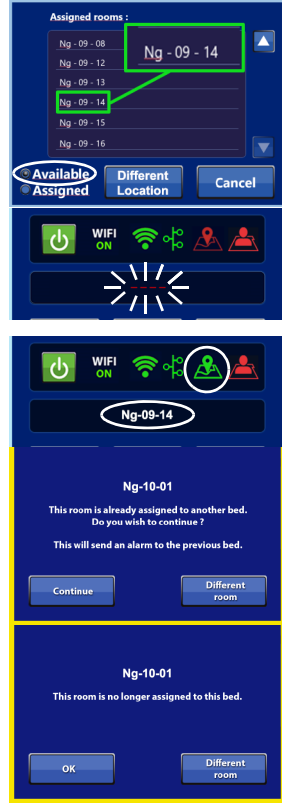 Assigned rooms :
Ng - 09 - 08
Ng - 09 - 14
Ng - 09 - 12
Ng - 09 - 13
Ng - 09 - 14
Ng - 09 - 15
Ng - 09 - 16
Available
Assigned
Different
Location
Cancel
WIFI
ON
- - - -
WIFI
ON
Ng-09-14
Ng-10-01
This room is already assigned to another bed.
Do you wish to continue ?
This will send an alarm to the previous bed.
Continue
Different
room
Ng-10-01
This room is no longer assigned to this bed.
OK
Different
room